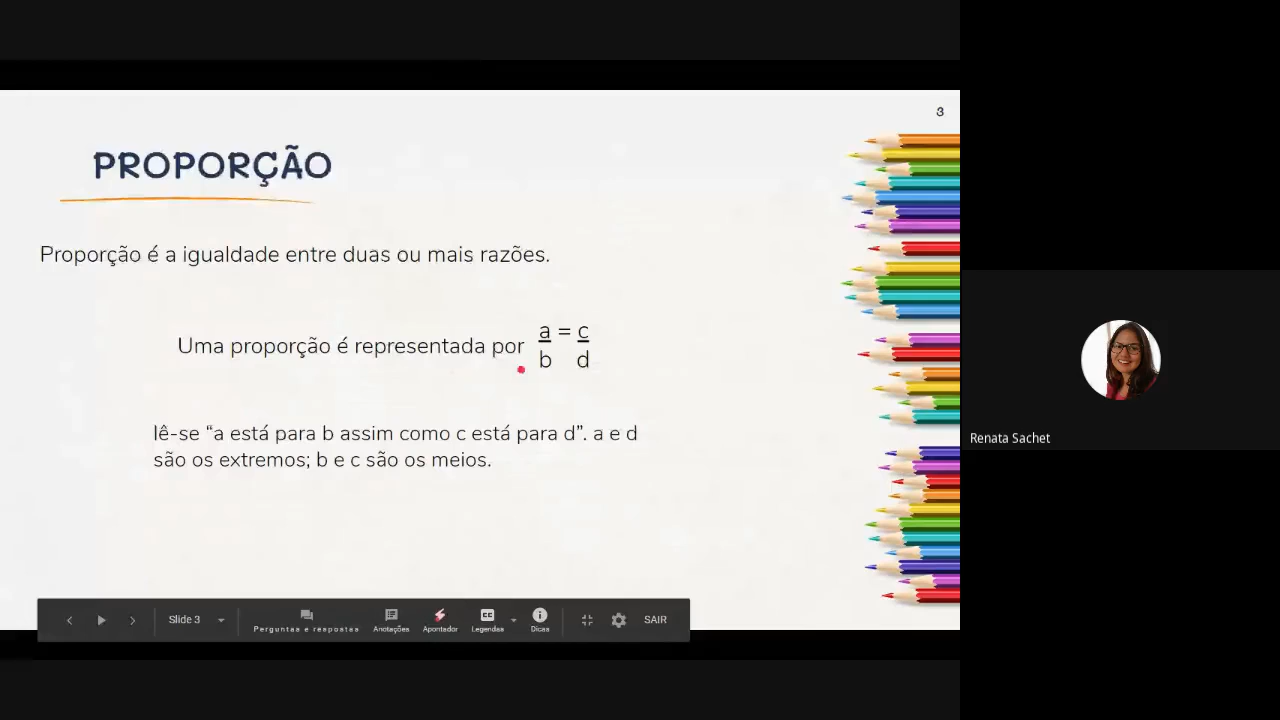 3
PROPORÇÃO
Proporção é a igualdade entre duas ou mais razões.
Uma proporção é representada por
a = c
b d
lê-se “a está para b assim como c está para d”. a e d
são os extremos; b e c são os meios.
Renata Sachet
Slide 3
Perguntas e respostas
Anotações
Apontador
CC
Legendas
Dicas
SAIR